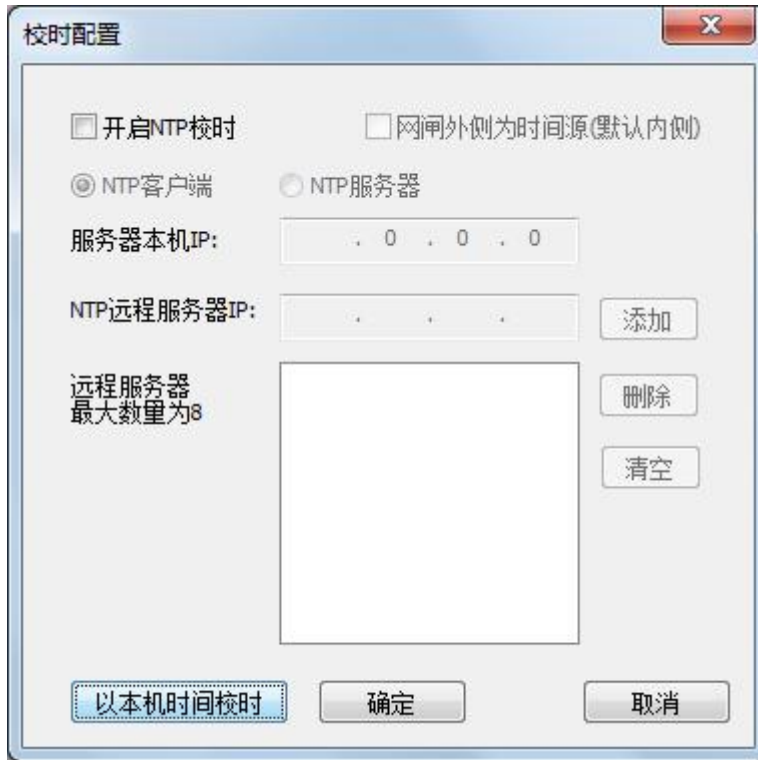 校时配置
开启NTP校时 网闸外侧为时间源(默认内侧)
NTP客户端 NTP服务器
服务器本机IP: . 0 . 0 . 0
NTP远程服务器IP: . . . 添加
远程服务器
最大数量为8
删除
清空
以本机时间校时 确定 取消